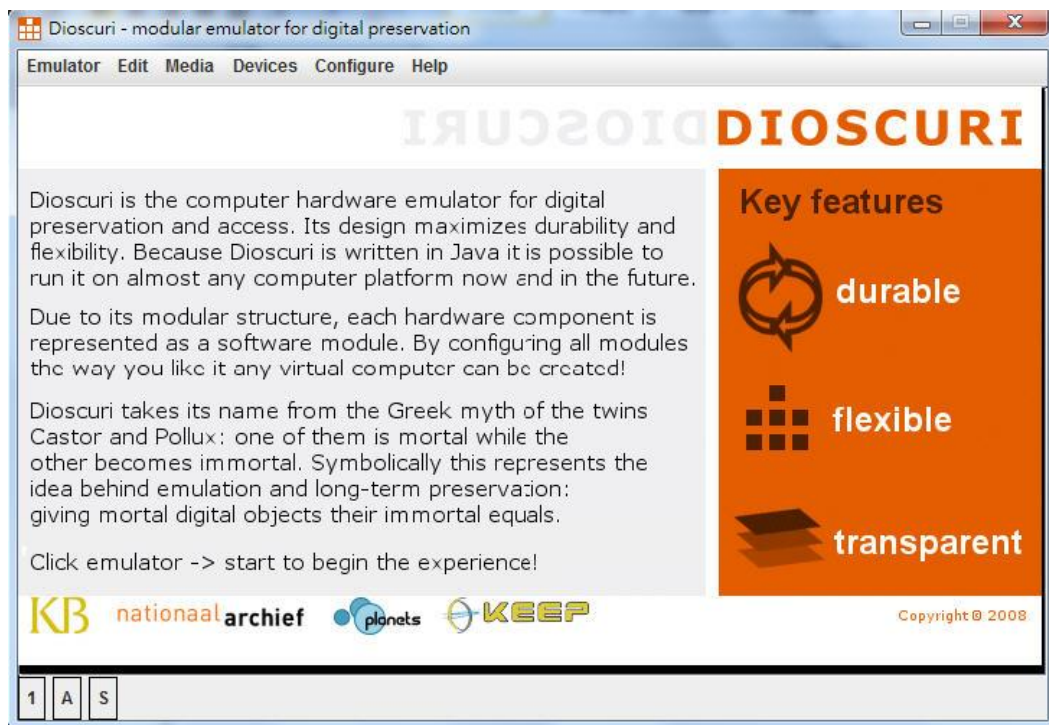 Dioscuri - modular emulator for digital preservation
Emulator Edit Media Devices Configure Help
DIOSCURI DIOSCURI
Dioscuri is the computer hardware emulator for digital
preservation and access. Its design maximizes durability and
flexibility. Because Dioscuri is written in Java it is possible to
run it on almost any computer platform now and in the future.
Due to its modular structure, each hardware component is
represented as a software module. By configuring all modules
the way you like it any virtual computer can be created!
Dioscuri takes its name from the Greek myth of the twins
Castor and Pollux: one of them is mortal while the
other becomes immortal. Symbolically this represents the
idea behind emulation and long-term preservation:
giving mortal digital objects their immortal equals.
Click emulator -> start to begin the experience!
Key features
durable
flexible
transparent
KB nationaal archief planets KEEP
Copyright © 2008
1 A S